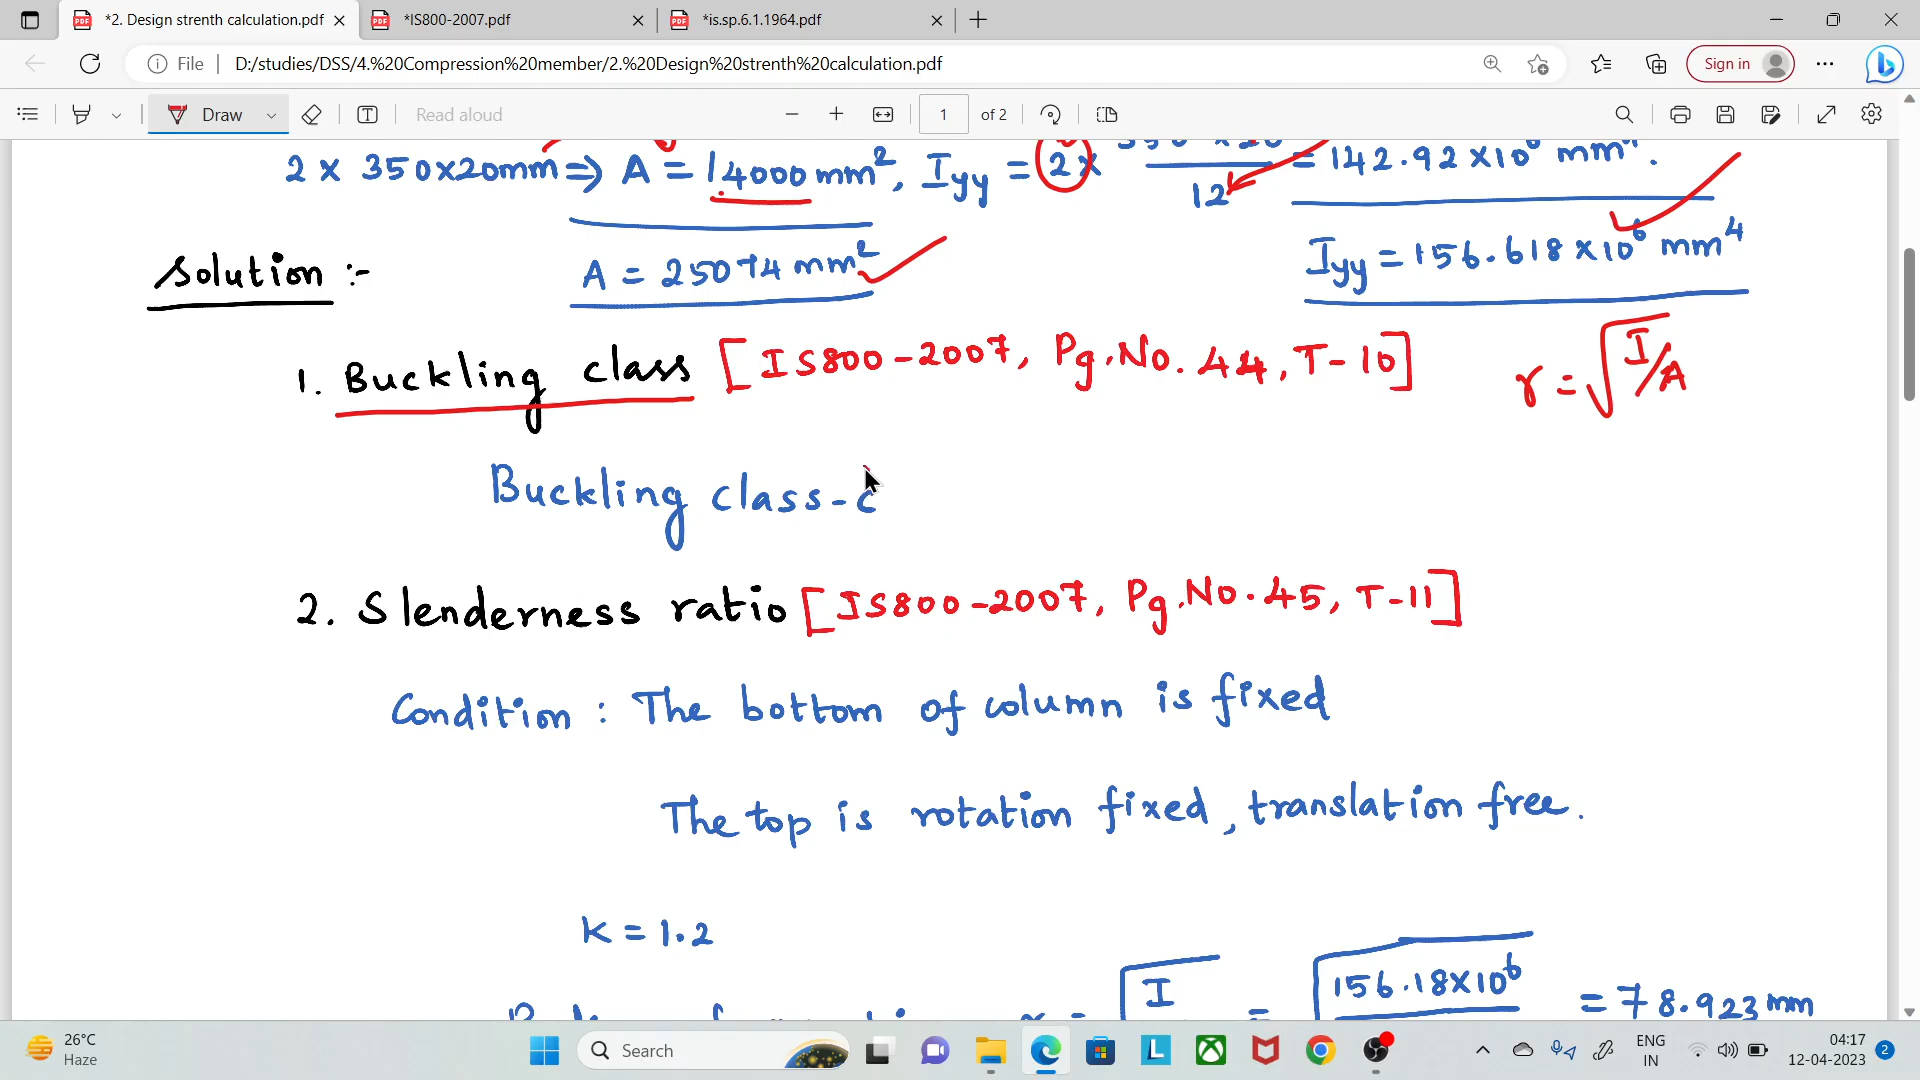 *2. Design strenth calculation.pdf
*IS800-2007.pdf
*is.sp.6.1.1964.pdf
File
D:/studies/DSS/4.%20Compression%20member/2.%20Design%20strenth%20calculation.pdf
Sign in
Draw
Read aloud
1
of 2
2 x 350x20mm ⇒ A = 14000 mm², Iyy = 2x
12
= 142.92 x10⁶ mm⁴.
Solution :-
A = 25074 mm²
Iyy = 156.618 x10⁶ mm⁴
1. Buckling class [IS800-2007, Pg.No.44, T-10]
r = √I/A
Buckling class-c
2. Slenderness ratio [IS800-2007, Pg.No.45, T-11]
Condition : The bottom of column is fixed
The top is rotation fixed, translation free.
K = 1.2
I
=
156.18X10⁶
= 78.923 mm
26°C
Haze
Search
ENG
IN
04:17
12-04-2023
2